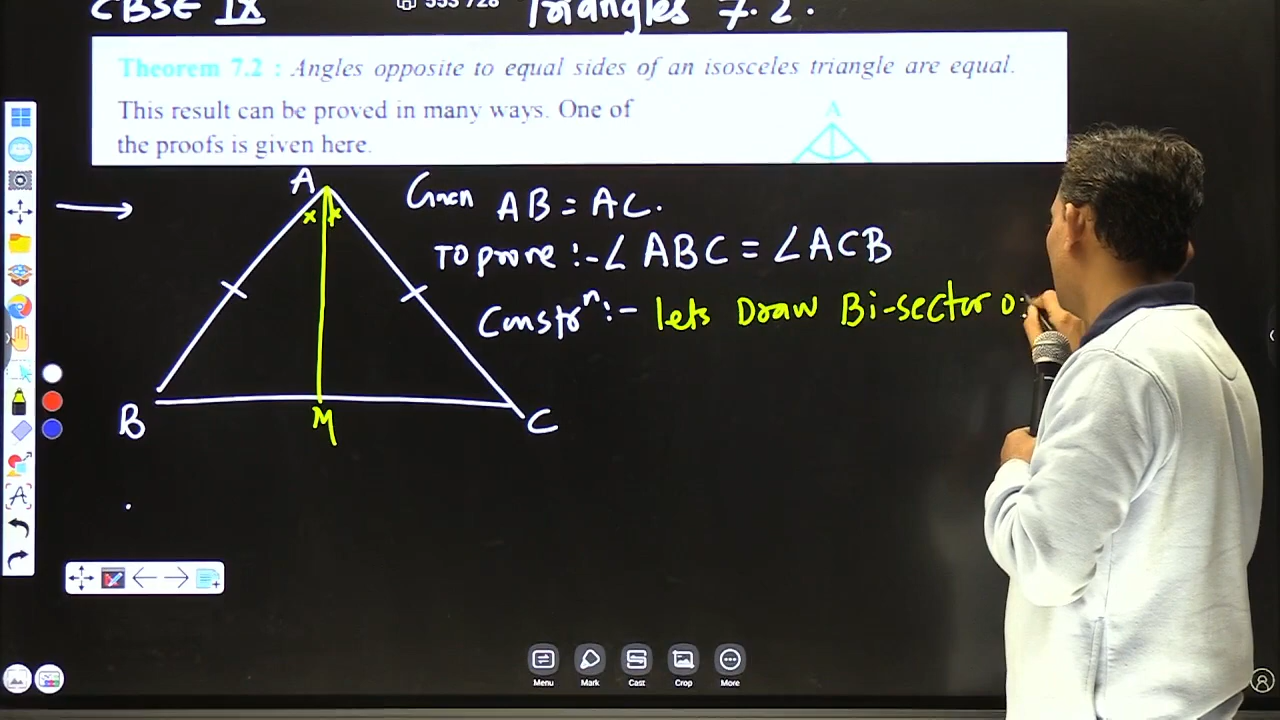 CBSE IX
Triangles 7.2.
Theorem 7.2 : Angles opposite to equal sides of an isosceles triangle are equal.
This result can be proved in many ways. One of
the proofs is given here.
A
A
x x
Given AB = AC.
To prove :- ∠ ABC = ∠ACB
Constrⁿ :- lets Draw Bi-sector o
B
M
C
Menu
Mark
Cast
Crop
More